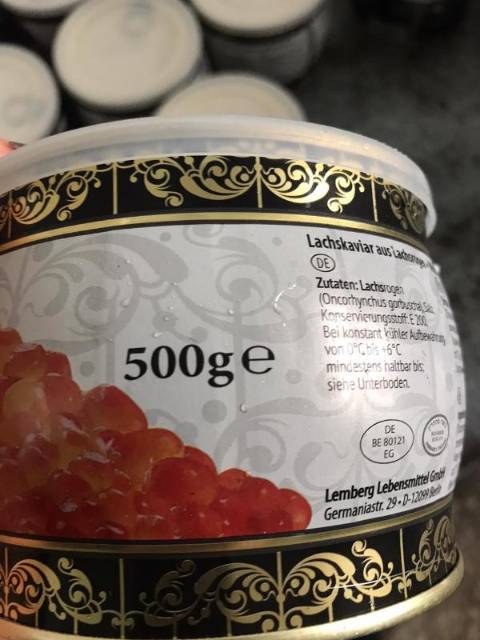 Lachskaviar aus Lachsrogen
DE
Zutaten: Lachsrogen
(Oncorhynchus gorbuscha), Salz,
Konservierungsstoff: E 200.
Bei konstant kühler Aufbewahrung
von 0°C bis +6°C
mindestens haltbar bis:
siehe Unterboden.
500g e
DE
BE 80121
EG
Lemberg Lebensmittel GmbH
Germaniastr. 29 • D-12099 Berlin